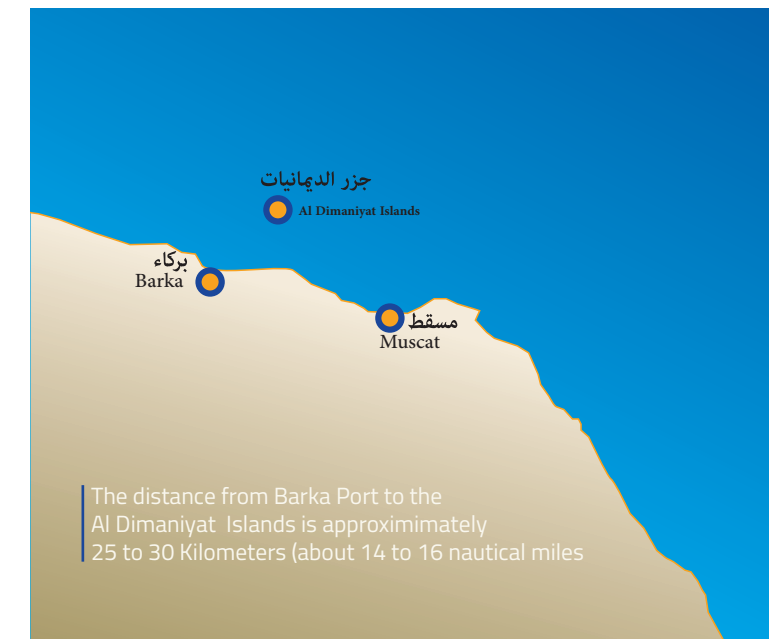 جزر الديمانيات
Al Dimaniyat Islands
بركاء
Barka
مسقط
Muscat
The distance from Barka Port to the
Al Dimaniyat Islands is approximimately
25 to 30 Kilometers (about 14 to 16 nautical miles